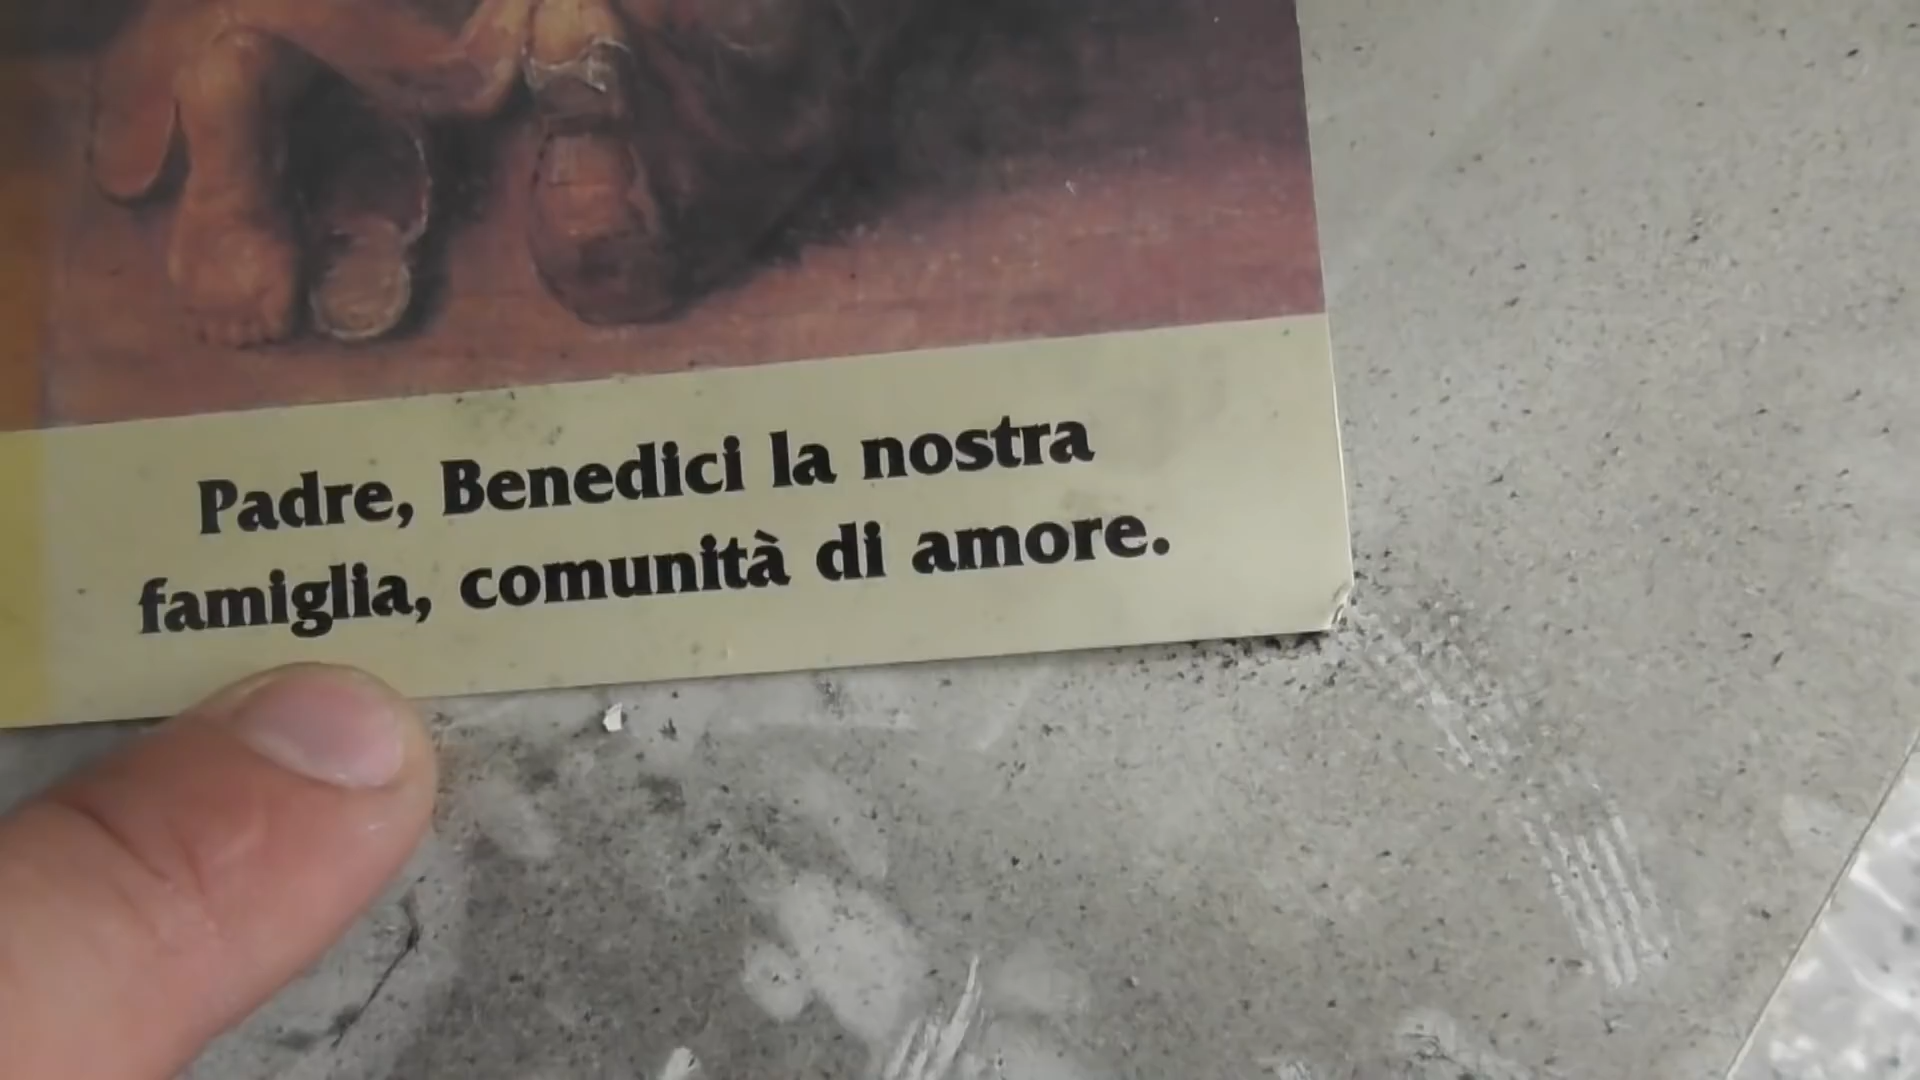 Padre, Benedici la nostra
famiglia, comunità di amore.